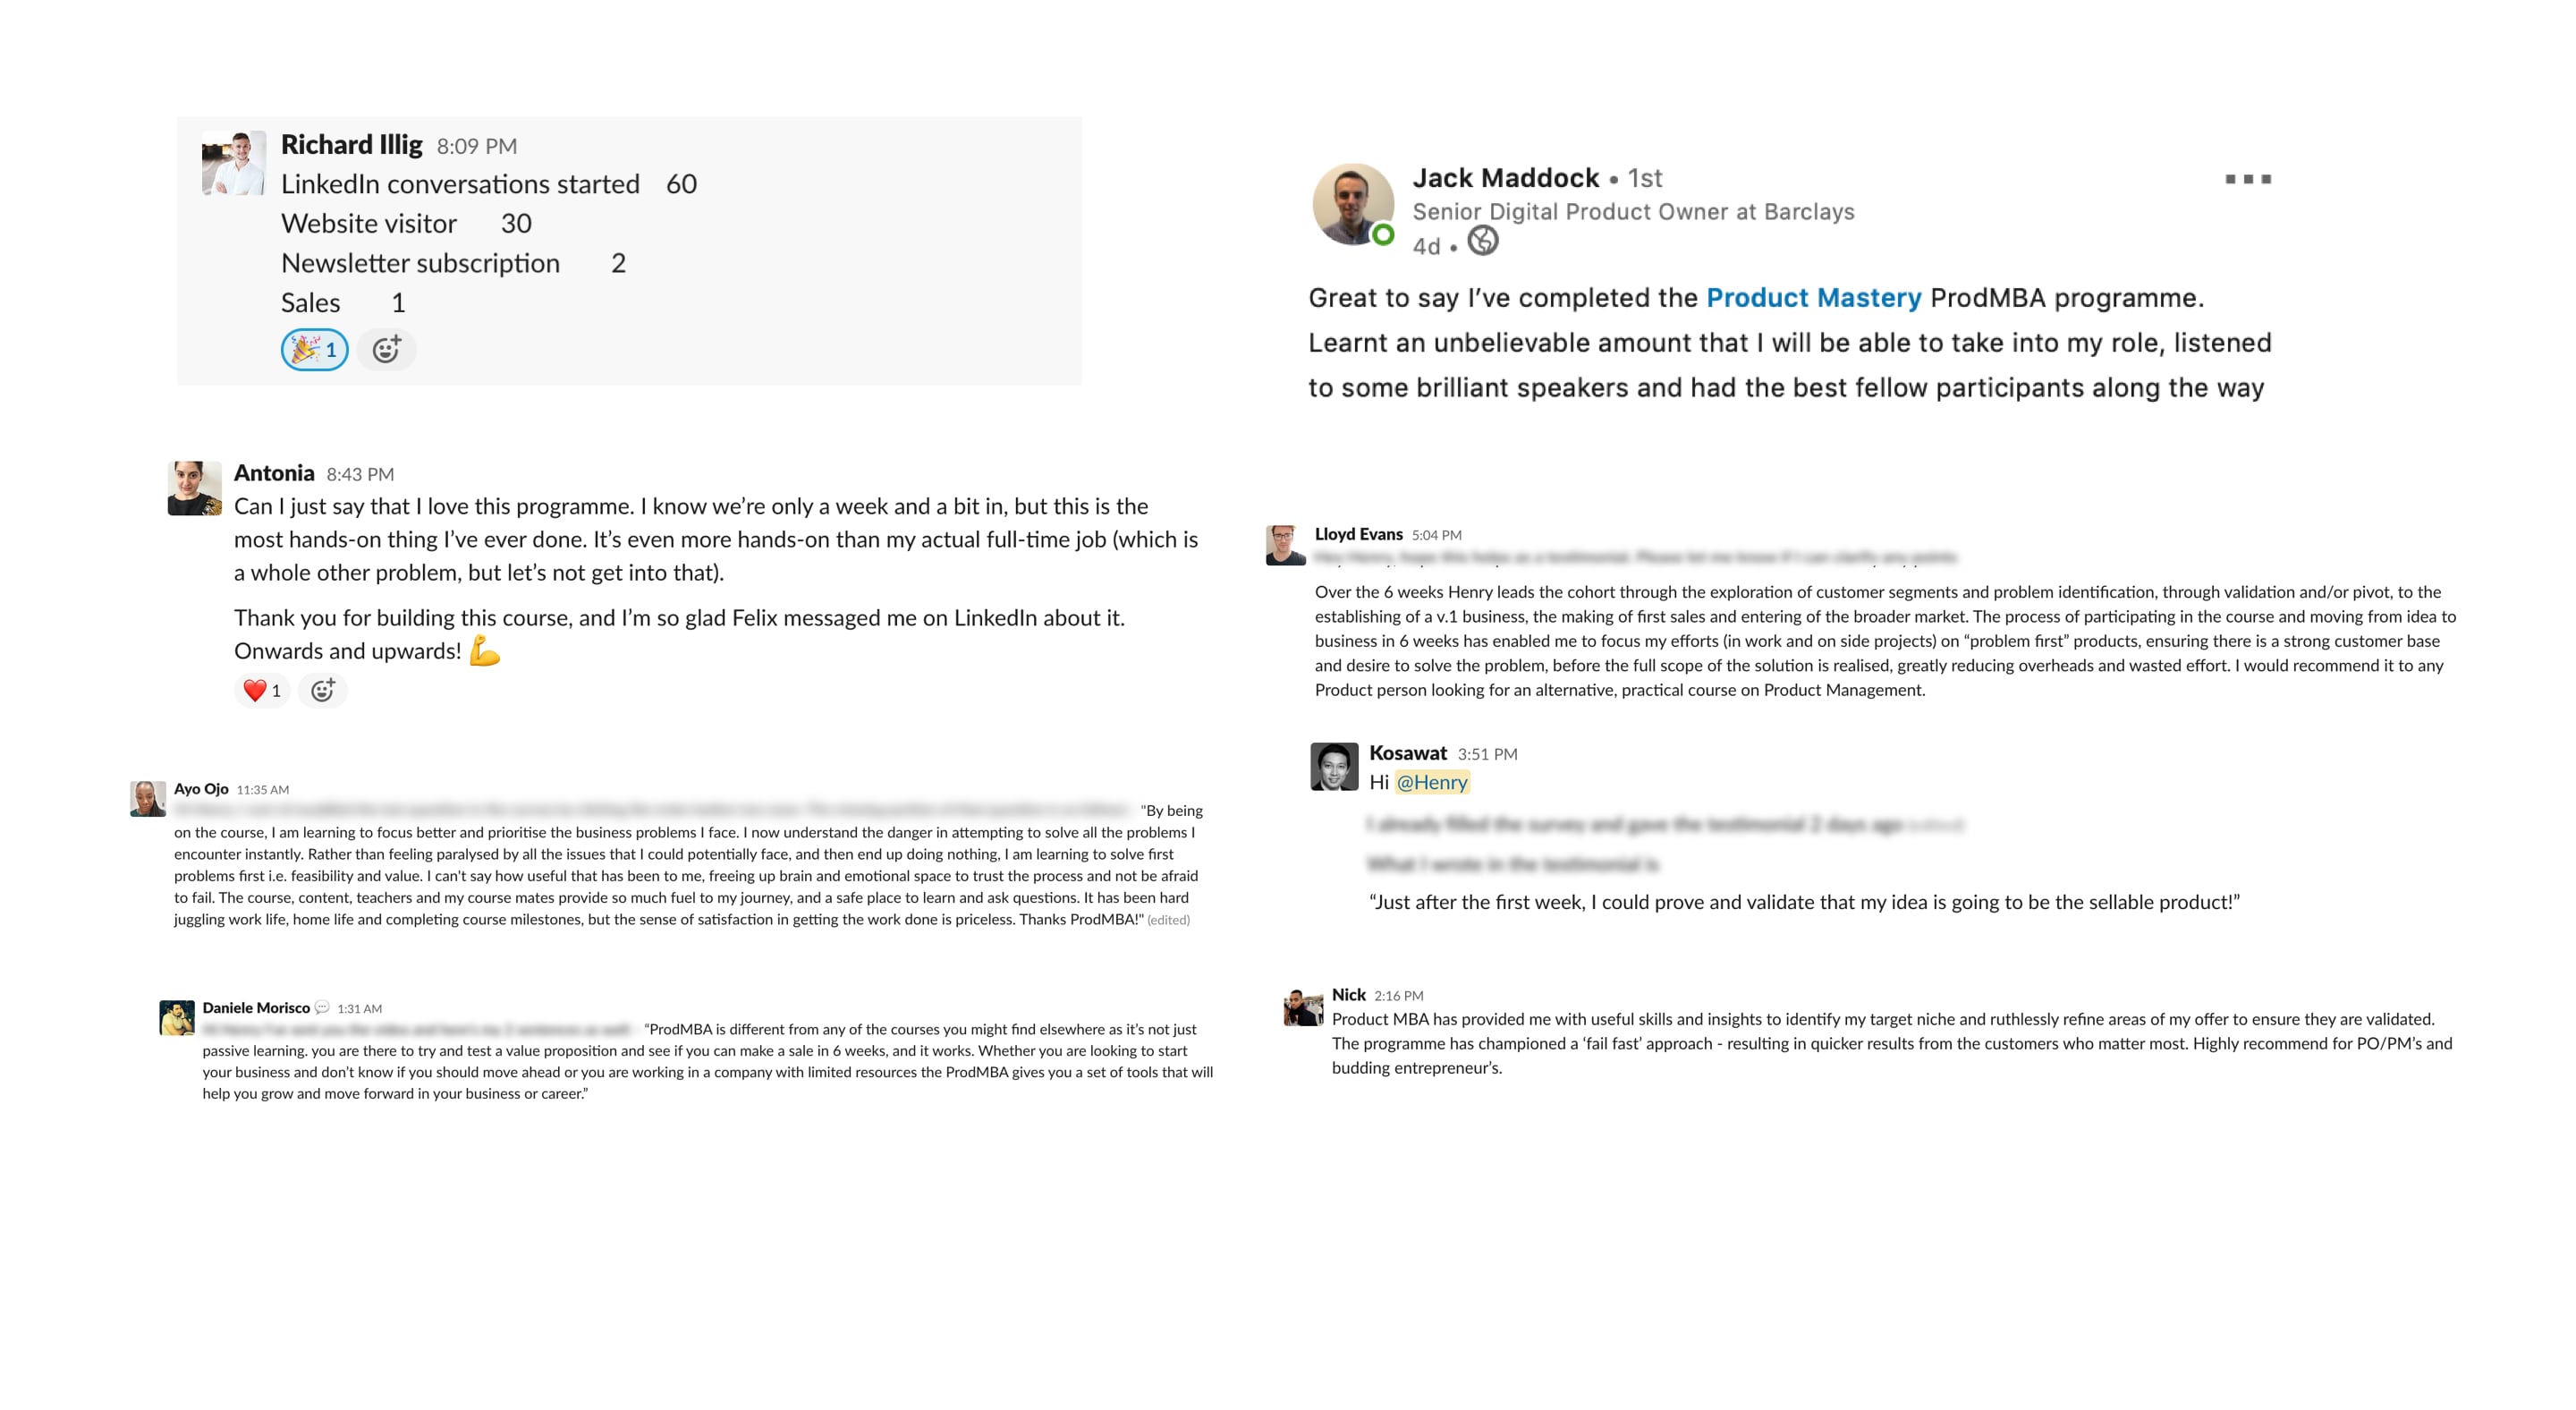 Richard Illig 8:09 PM
LinkedIn conversations started 60
Website visitor 30
Newsletter subscription 2
Sales 1
1
Antonia 8:43 PM
Can I just say that I love this programme. I know we’re only a week and a bit in, but this is the
most hands-on thing I’ve ever done. It’s even more hands-on than my actual full-time job (which is
a whole other problem, but let’s not get into that).
Thank you for building this course, and I’m so glad Felix messaged me on LinkedIn about it.
Onwards and upwards! 💪
❤️ 1
Ayo Ojo 11:35 AM
"By being
on the course, I am learning to focus better and prioritise the business problems I face. I now understand the danger in attempting to solve all the problems I
encounter instantly. Rather than feeling paralysed by all the issues that I could potentially face, and then end up doing nothing, I am learning to solve first
problems first i.e. feasibility and value. I can't say how useful that has been to me, freeing up brain and emotional space to trust the process and not be afraid
to fail. The course, content, teachers and my course mates provide so much fuel to my journey, and a safe place to learn and ask questions. It has been hard
juggling work life, home life and completing course milestones, but the sense of satisfaction in getting the work done is priceless. Thanks ProdMBA!" (edited)
Daniele Morisco 1:31 AM
“ProdMBA is different from any of the courses you might find elsewhere as it’s not just
passive learning. you are there to try and test a value proposition and see if you can make a sale in 6 weeks, and it works. Whether you are looking to start
your business and don’t know if you should move ahead or you are working in a company with limited resources the ProdMBA gives you a set of tools that will
help you grow and move forward in your business or career.”
Jack Maddock • 1st
Senior Digital Product Owner at Barclays
4d •
Great to say I’ve completed the Product Mastery ProdMBA programme.
Learnt an unbelievable amount that I will be able to take into my role, listened
to some brilliant speakers and had the best fellow participants along the way
Lloyd Evans 5:04 PM
Over the 6 weeks Henry leads the cohort through the exploration of customer segments and problem identification, through validation and/or pivot, to the
establishing of a v.1 business, the making of first sales and entering of the broader market. The process of participating in the course and moving from idea to
business in 6 weeks has enabled me to focus my efforts (in work and on side projects) on “problem first” products, ensuring there is a strong customer base
and desire to solve the problem, before the full scope of the solution is realised, greatly reducing overheads and wasted effort. I would recommend it to any
Product person looking for an alternative, practical course on Product Management.
Kosawat 3:51 PM
Hi @Henry
I already filled the survey and gave the testimonial 2 days ago
What I wrote in the testimonial is
“Just after the first week, I could prove and validate that my idea is going to be the sellable product!”
Nick 2:16 PM
Product MBA has provided me with useful skills and insights to identify my target niche and ruthlessly refine areas of my offer to ensure they are validated.
The programme has championed a ‘fail fast’ approach - resulting in quicker results from the customers who matter most. Highly recommend for PO/PM’s and
budding entrepreneur’s.